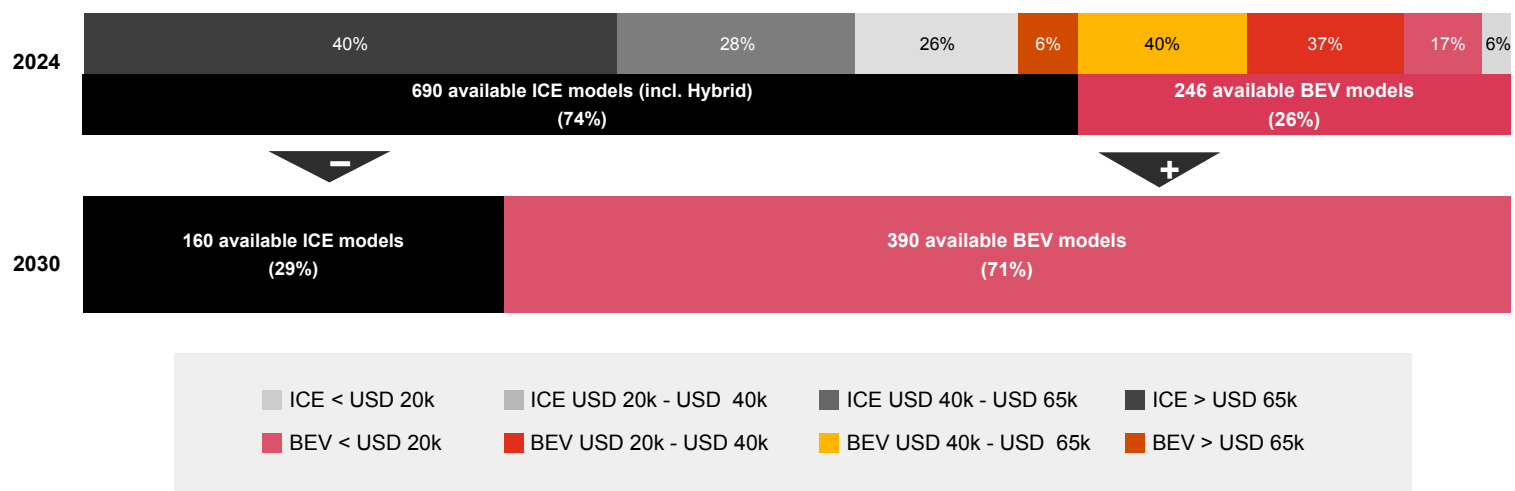 40% 28% 26% 6% 40% 37% 17% 6%
2024
690 available ICE models (incl. Hybrid)
(74%)
246 available BEV models
(26%)
–
+
2030
160 available ICE models
(29%)
390 available BEV models
(71%)
ICE < USD 20k ICE USD 20k - USD 40k ICE USD 40k - USD 65k ICE > USD 65k
BEV < USD 20k BEV USD 20k - USD 40k BEV USD 40k - USD 65k BEV > USD 65k